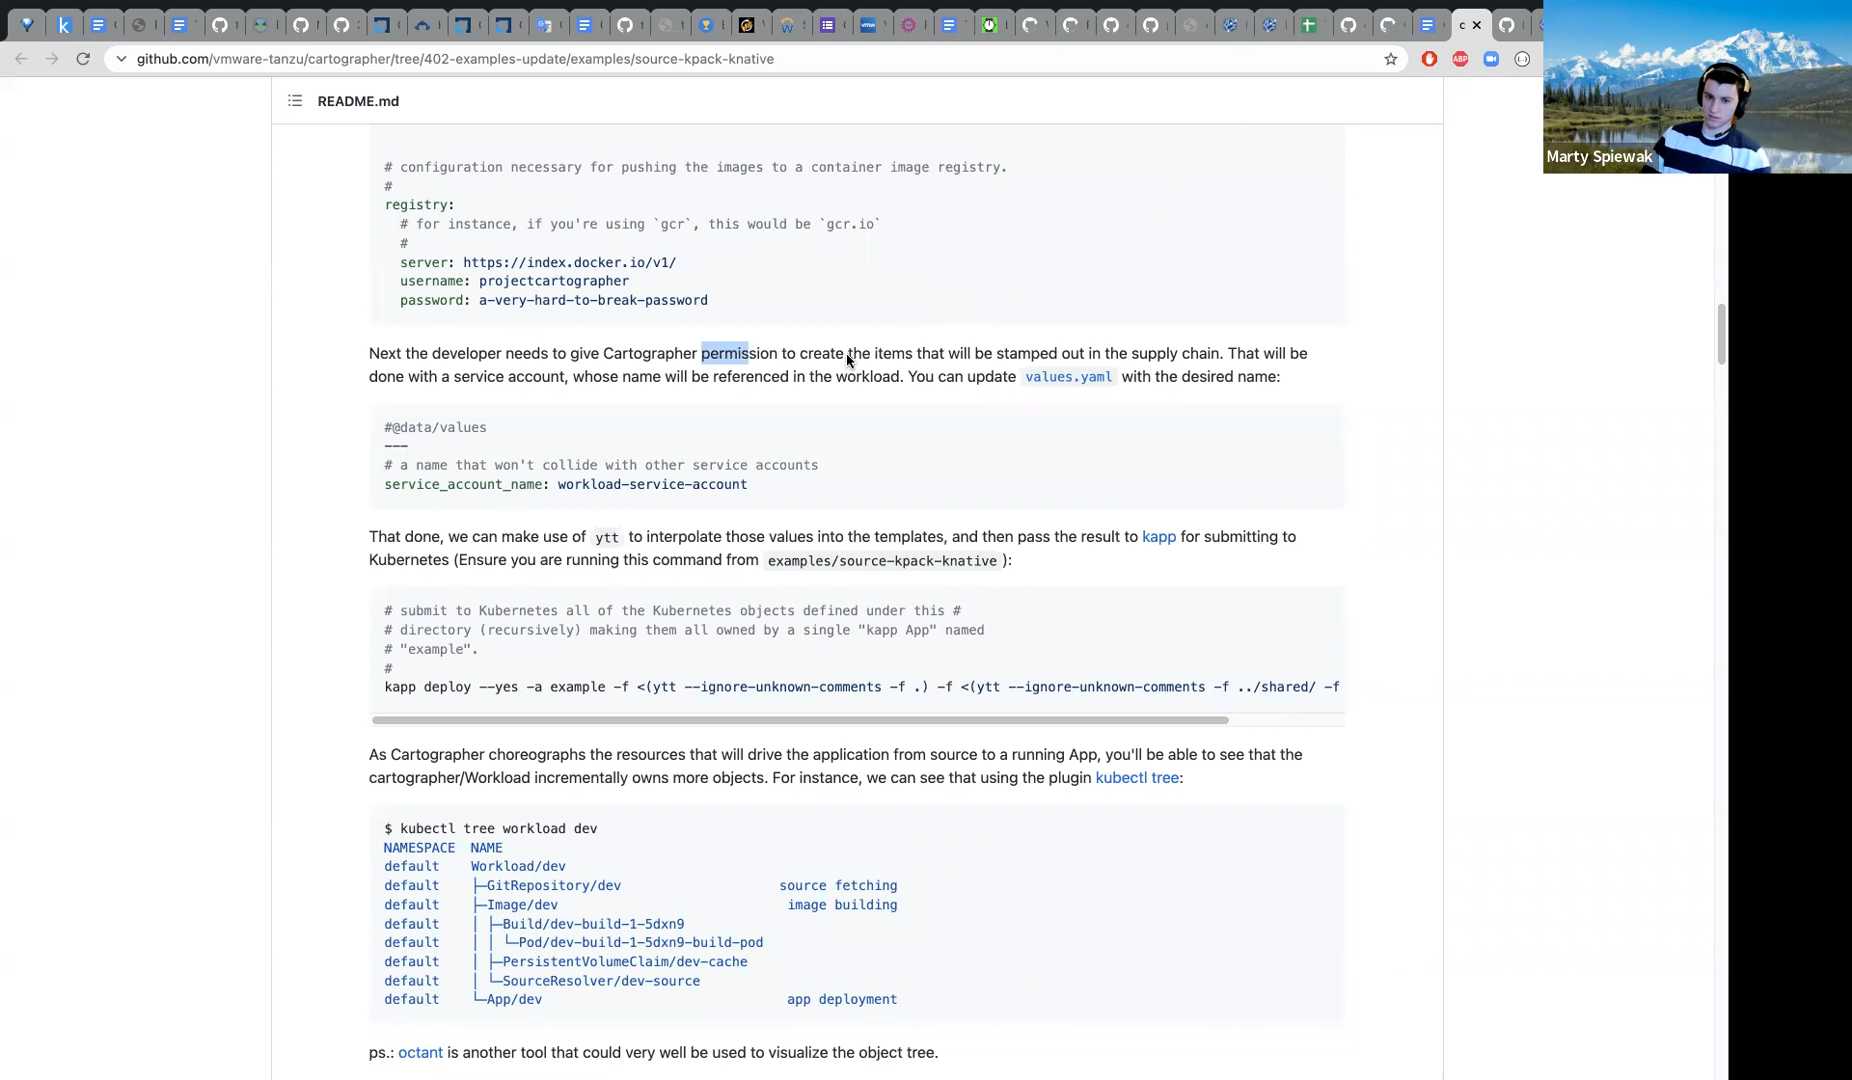 github.com/vmware-tanzu/cartographer/tree/402-examples-update/examples/source-kpack-knative
README.md
Marty Spiewak
# configuration necessary for pushing the images to a container image registry.
#
registry:
# for instance, if you're using `gcr`, this would be `gcr.io`
#
server: https://index.docker.io/v1/
username: projectcartographer
password: a-very-hard-to-break-password
Next the developer needs to give Cartographer permission to create the items that will be stamped out in the supply chain. That will be
done with a service account, whose name will be referenced in the workload. You can update values.yaml with the desired name:
#@data/values
---
# a name that won't collide with other service accounts
service_account_name: workload-service-account
That done, we can make use of ytt to interpolate those values into the templates, and then pass the result to kapp for submitting to
Kubernetes (Ensure you are running this command from examples/source-kpack-knative ):
# submit to Kubernetes all of the Kubernetes objects defined under this #
# directory (recursively) making them all owned by a single "kapp App" named
# "example".
#
kapp deploy --yes -a example -f <(ytt --ignore-unknown-comments -f .) -f <(ytt --ignore-unknown-comments -f ../shared/ -f
As Cartographer choreographs the resources that will drive the application from source to a running App, you'll be able to see that the
cartographer/Workload incrementally owns more objects. For instance, we can see that using the plugin kubectl tree:
$ kubectl tree workload dev
NAMESPACE NAME
default Workload/dev
default ├─GitRepository/dev source fetching
default ├─Image/dev image building
default │ ├─Build/dev-build-1-5dxn9
default │ │ └─Pod/dev-build-1-5dxn9-build-pod
default │ ├─PersistentVolumeClaim/dev-cache
default │ └─SourceResolver/dev-source
default └─App/dev app deployment
ps.: octant is another tool that could very well be used to visualize the object tree.